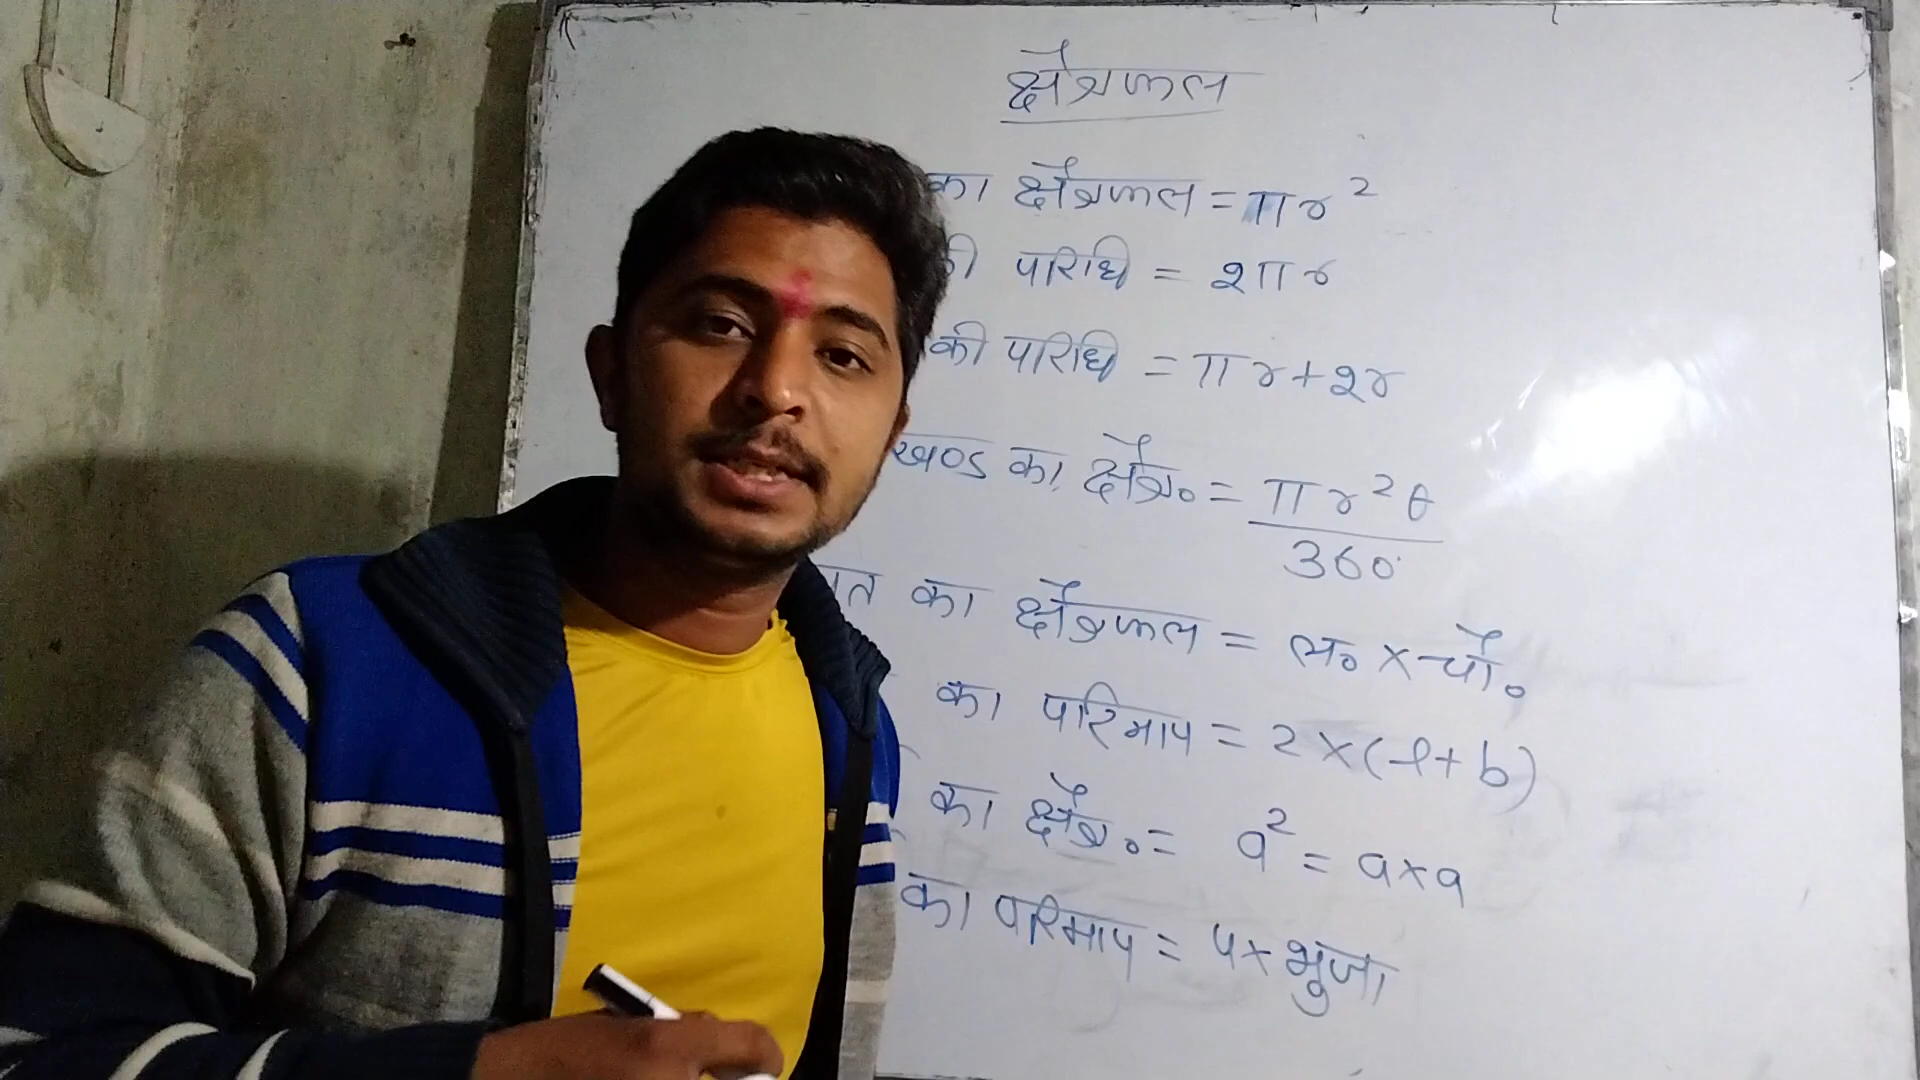 क्षेत्रफल
का क्षेत्रफल = πr²
की परिधि = 2πr
की परिधि = πr+2r
खण्ड का क्षेत्र० = πr²θ
360°
का क्षेत्रफल = ल० × चौ०
का परिमाप = 2×(l+b)
का क्षेत्र० = a² = a×a
का परिमाप = 4× भुजा